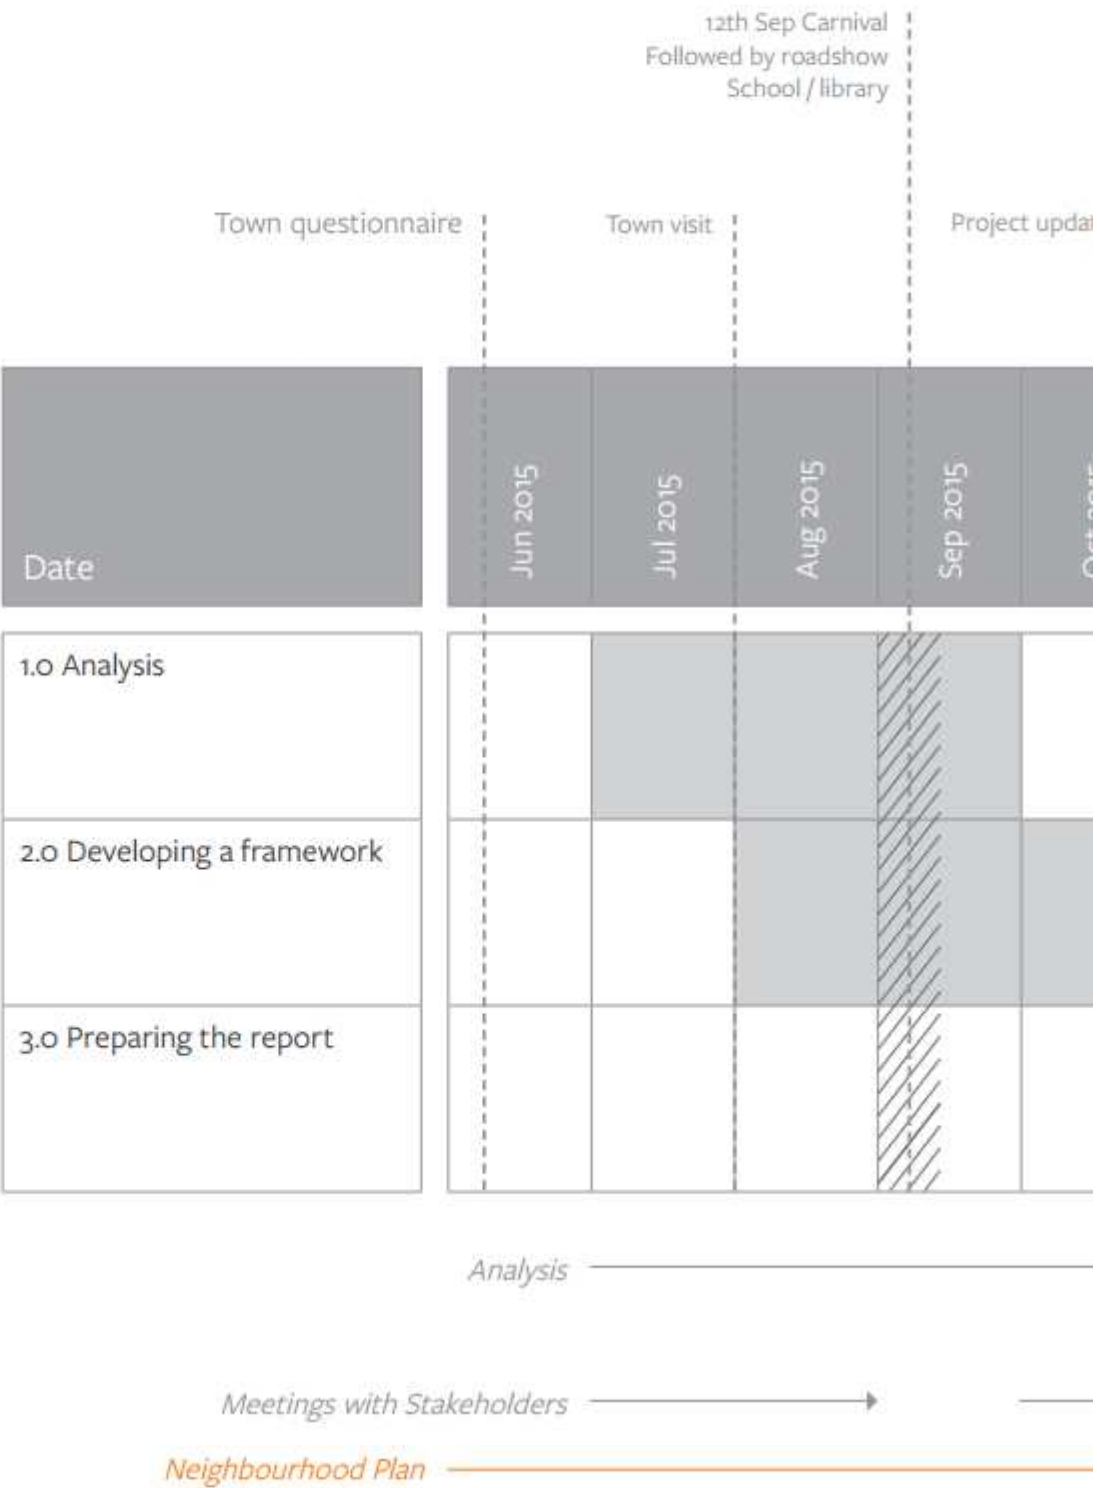 12th Sep Carnival
Followed by roadshow
School / library
Town questionnaire
Town visit
Project
Date
Jun 2015
Jul 2015
Aug 2015
Sep 2015
1.0 Analysis
2.0 Developing a framework
3.0 Preparing the report
Analysis
Meetings with Stakeholders
Neighbourhood Plan